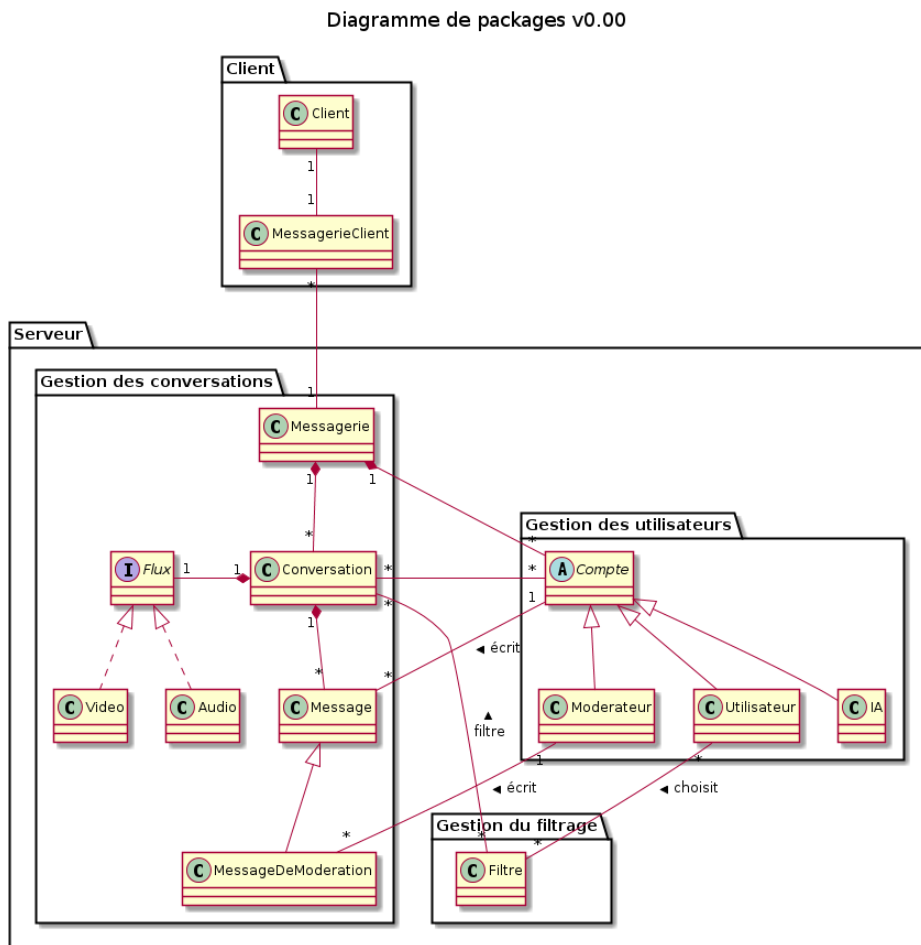 Diagramme de packages v0.00
Client
C Client
1
1
C MessagerieClient
*
Serveur
Gestion des conversations
1
C Messagerie
1
1
Gestion des utilisateurs
*
*
I Flux
1
1
C Conversation
*
*
A Compte
*
1
1
◄ écrit
*
*
C Video
C Audio
C Message
C Moderateur
C Utilisateur
C IA
▲
filtre
1
*
◄ écrit
◄ choisit
Gestion du filtrage
*
*
*
C MessageDeModeration
C Filtre